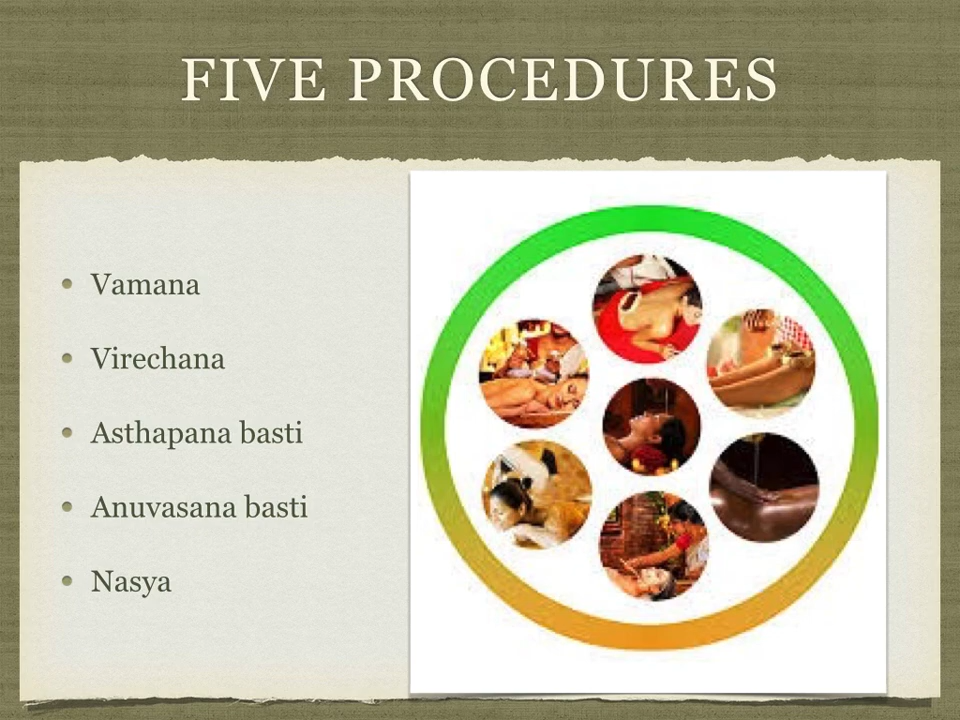 FIVE PROCEDURES
• Vamana
• Virechana
• Asthapana basti
• Anuvasana basti
• Nasya